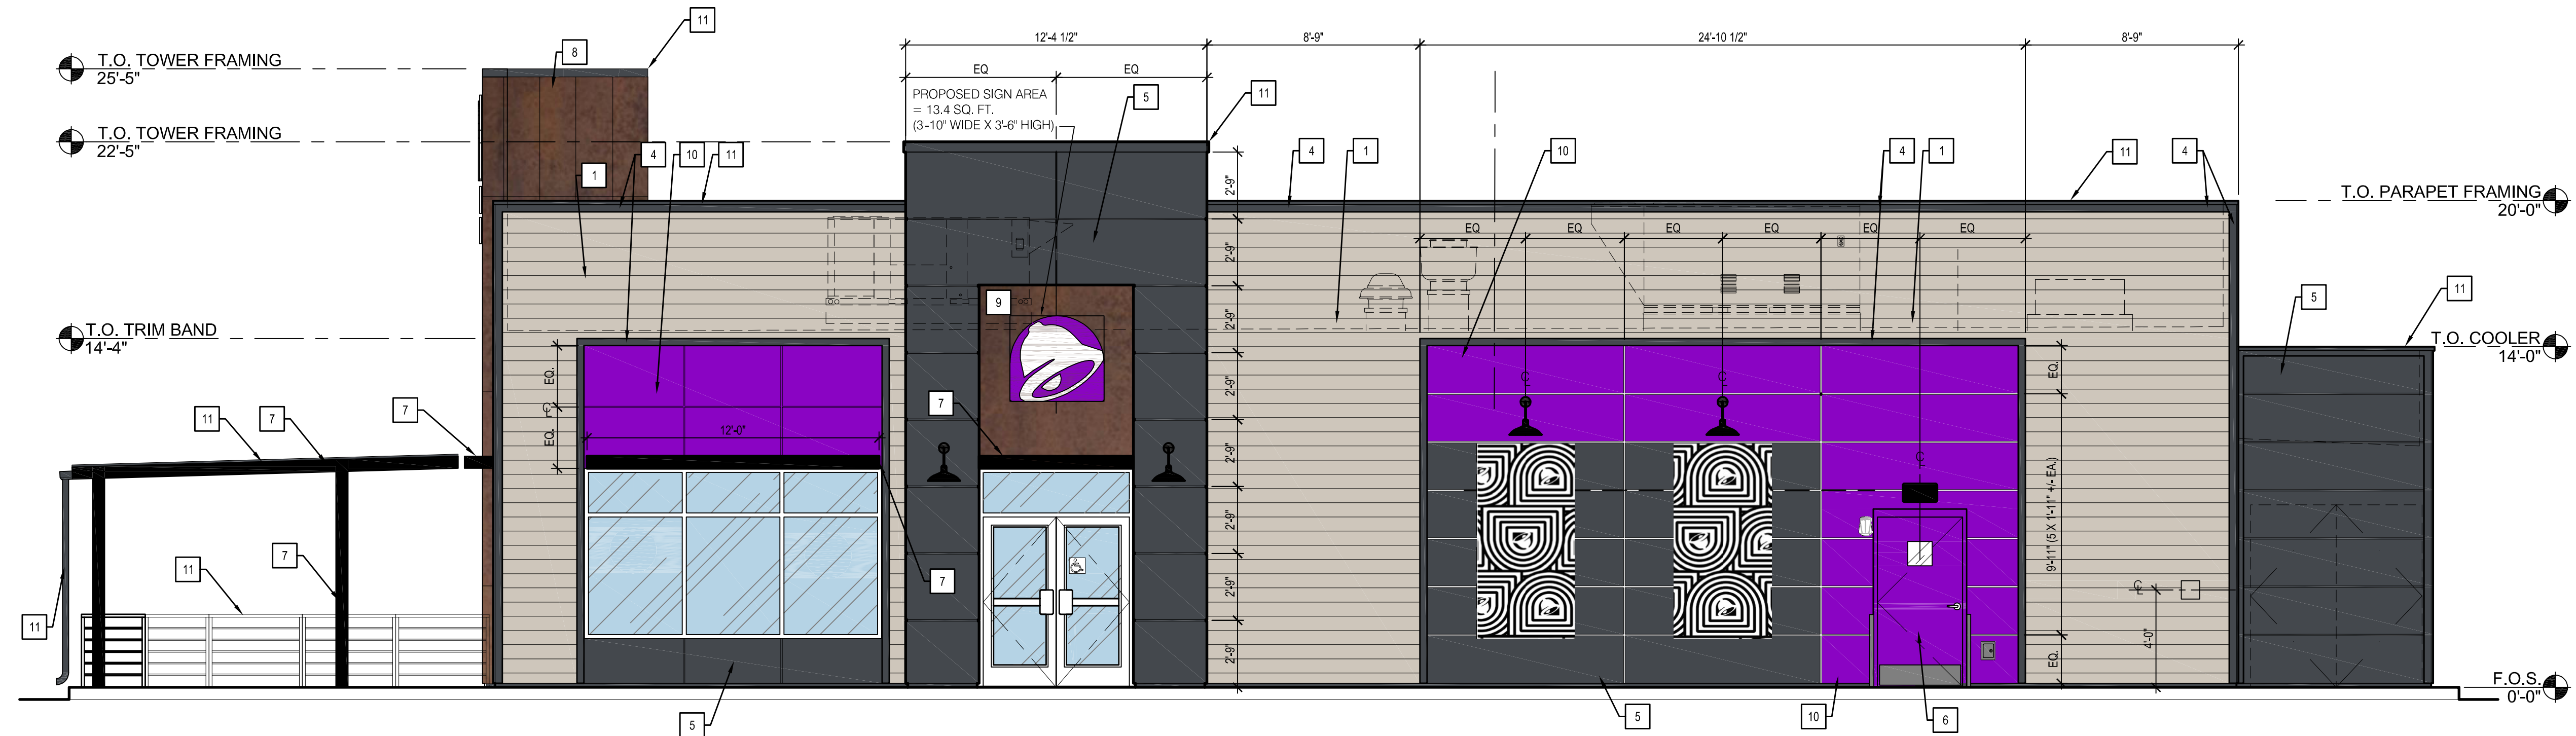 11
8
12'-4 1/2"
8'-9"
24'-10 1/2"
8'-9"
T.O. TOWER FRAMING
25'-5"
EQ
EQ
PROPOSED SIGN AREA
= 13.4 SQ. FT.
(3'-10" WIDE X 3'-6" HIGH)
5
11
T.O. TOWER FRAMING
22'-5"
1
4
10
11
4
1
10
4
1
11
4
2'-9"
2'-9"
2'-9"
2'-9"
2'-9"
2'-9"
2'-9"
2'-9"
T.O. PARAPET FRAMING
20'-0"
EQ
EQ
EQ
EQ
EQ
EQ
9
5
11
T.O. TRIM BAND
14'-4"
T.O. COOLER
14'-0"
EQ.
CL
EQ.
12'-0"
CL
CL
CL
EQ.
9'-11" (5 X 1'-11" +/- EA.)
EQ.
11
7
7
7
11
7
7
11
CL
4'-0"
5
5
10
6
F.O.S.
0'-0"